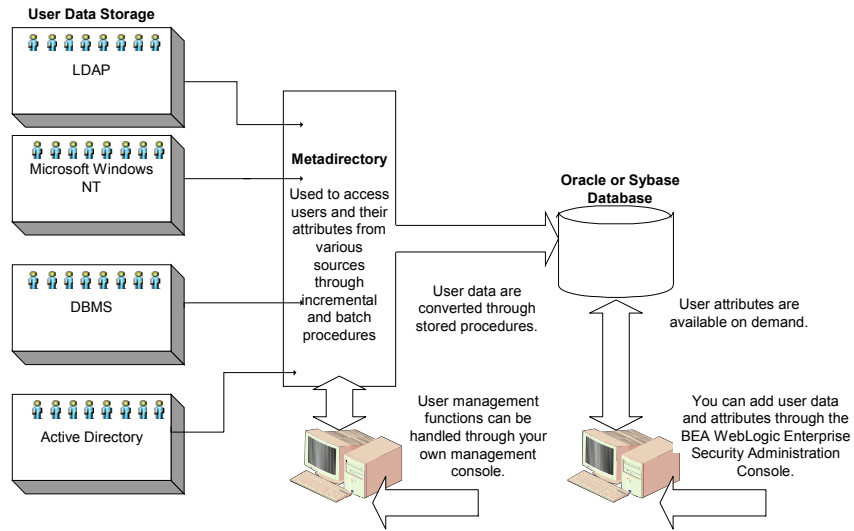 User Data Storage
LDAP
Microsoft Windows
NT
DBMS
Active Directory
Metadirectory
Used to access
users and their
attributes from
various
sources
through
incremental
and batch
procedures
User data are
converted through
stored procedures.
User management
functions can be
handled through your
own management
console.
Oracle or Sybase
Database
User attributes are
available on demand.
You can add user data
and attributes through the
BEA WebLogic Enterprise
Security Administration
Console.